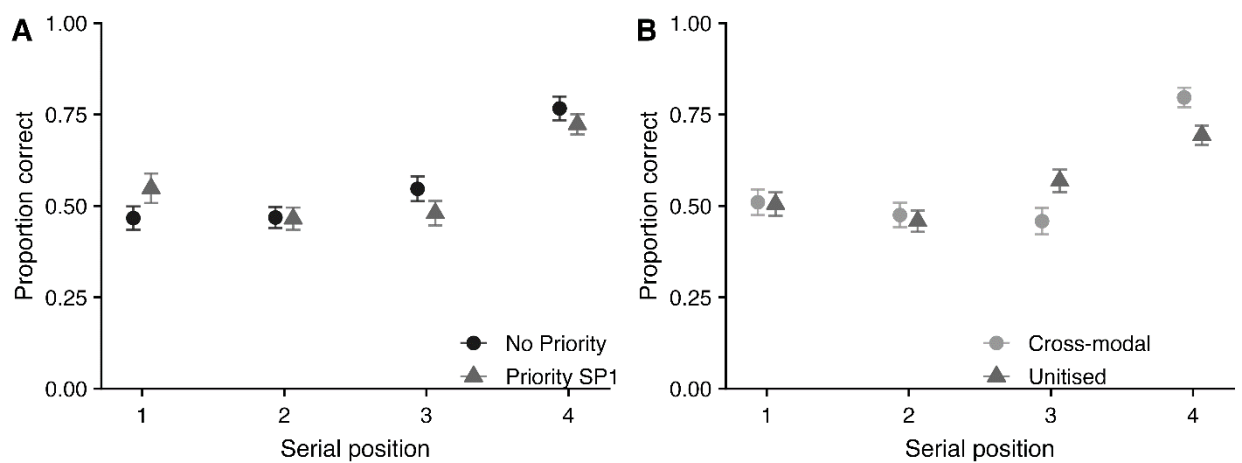 A
1.00
0.75
0.50
0.25
0.00
Proportion correct
No Priority
Priority SP1
1 2 3 4
Serial position
B
1.00
0.75
0.50
0.25
0.00
Proportion correct
Cross-modal
Unitised
1 2 3 4
Serial position